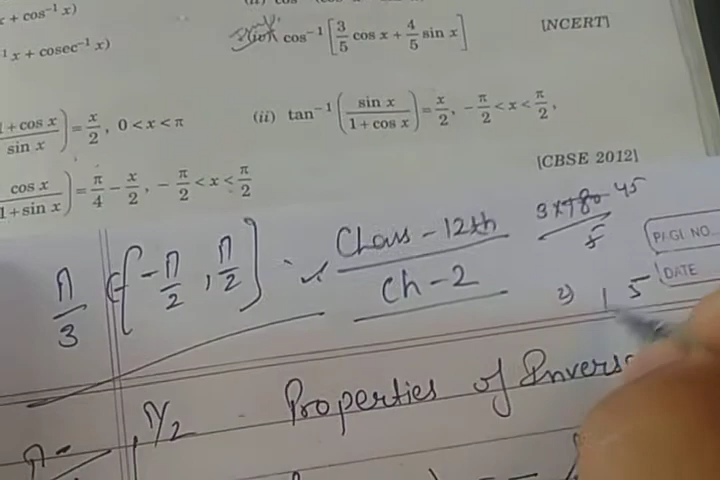 + cos⁻¹ x)
⁻¹ x + cosec⁻¹ x)
cos⁻¹ [3/5 cos x + 4/5 sin x] [NCERT]
1 + cos x / sin x) = x/2, 0 < x < π
(ii) tan⁻¹ (sin x / 1 + cos x) = x/2, -π/2 < x < π/2,
[CBSE 2012]
cos x / 1 + sin x) = π/4 - x/2, -π/2 < x < π/2
π/3 ∈ [-π/2, π/2]
Class - 12th
Ch - 2
3 × 180 45
PAGE NO.
DATE
2) 1 5
π/2 Properties of Invers